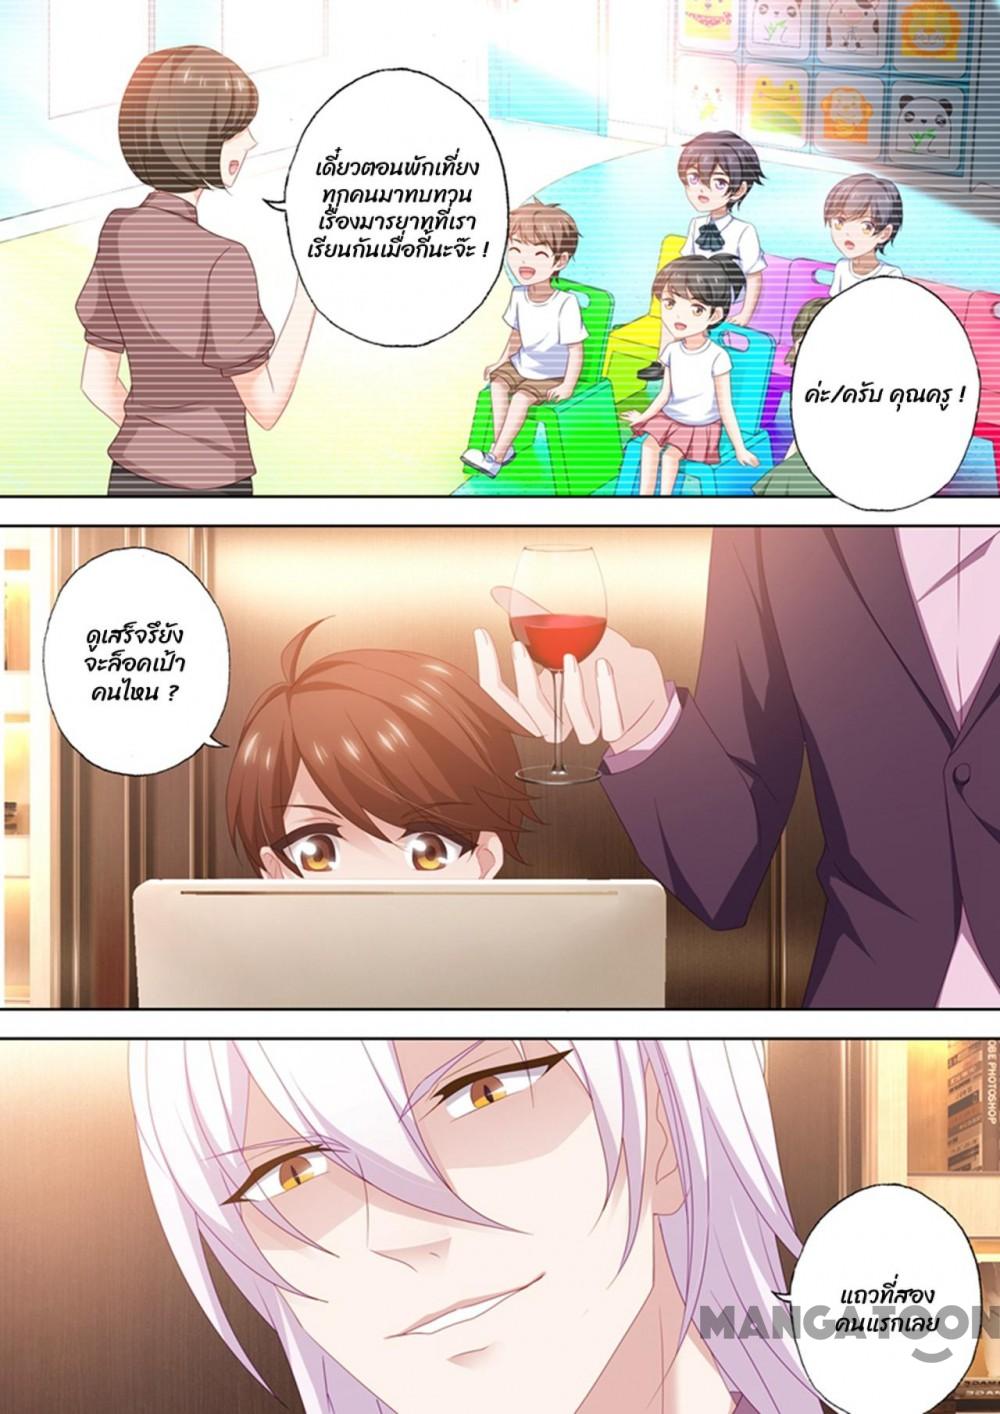 เดี๋ยวตอนพักเที่ยง
ทุกคนมาทบทวน
เรื่องมารยาทที่เรา
เรียนกันเมื่อกี้นะจ๊ะ !
ค่ะ/ครับ คุณครู !
ดูเสร็จรึยัง
จะล็อคเป้า
คนไหน ?
OBE PHOTOSHOP
แถวที่สอง
คนแรกเลย
MANGATOON